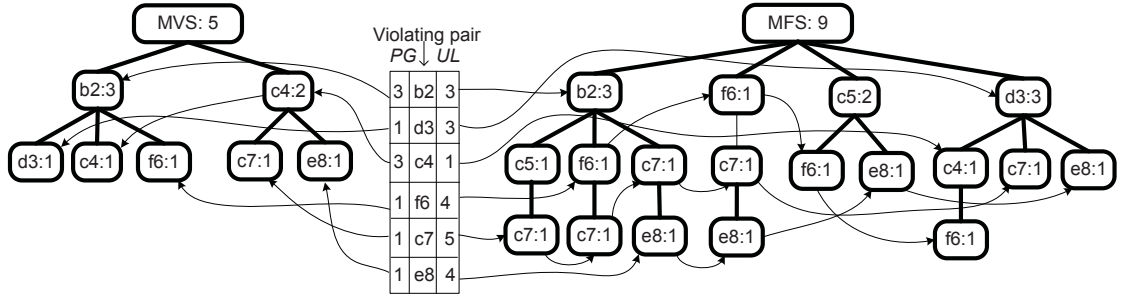 MVS: 5
MFS: 9
Violating pair
PG UL
b2:3 c4:2
d3:1 c4:1 f6:1 c7:1 e8:1
3 b2 3
1 d3 3
3 c4 1
1 f6 4
1 c7 5
1 e8 4
b2:3 f6:1 c5:2 d3:3
c5:1 f6:1 c7:1 c7:1 f6:1 e8:1 c4:1 c7:1 e8:1
c7:1 c7:1 e8:1 e8:1 f6:1